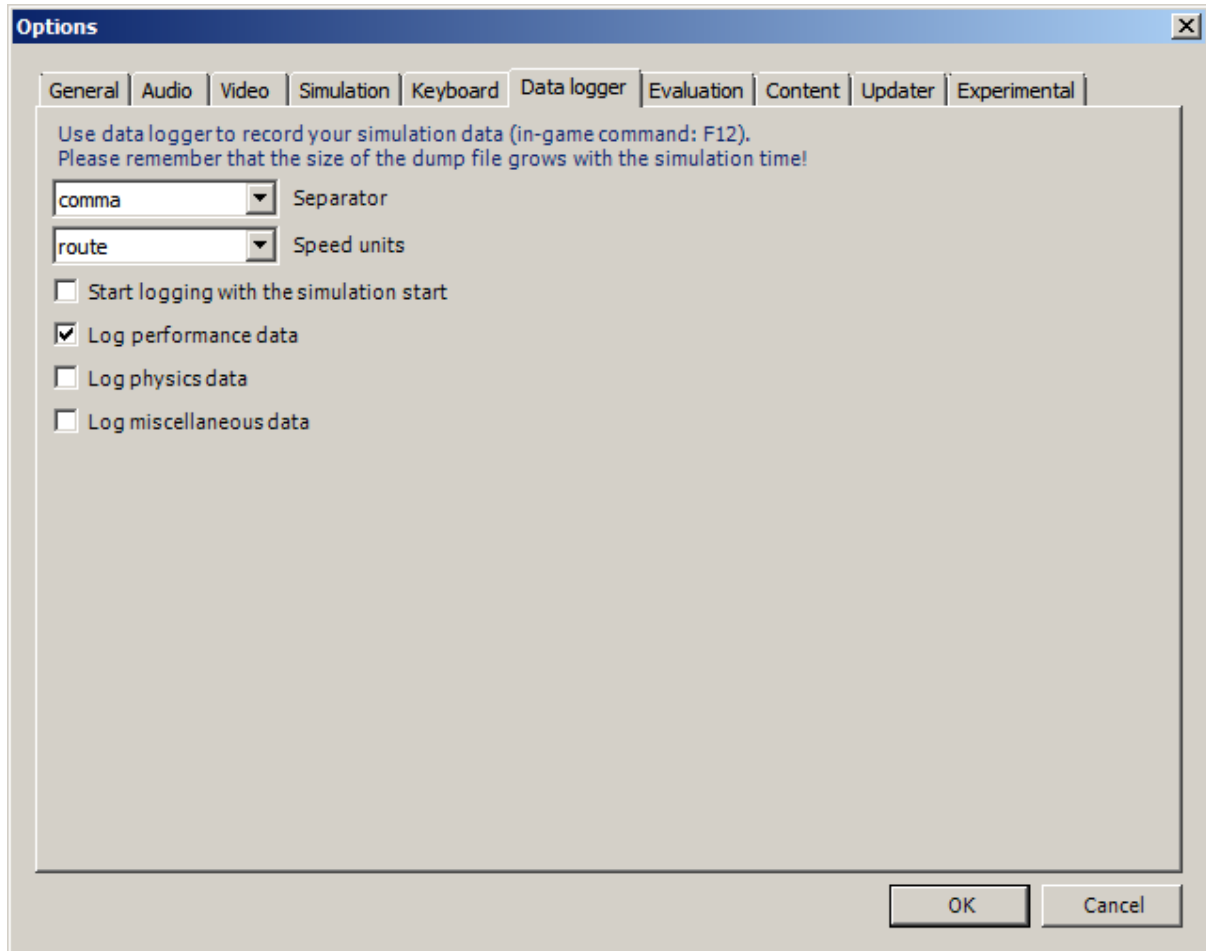 Options
General Audio Video Simulation Keyboard Data logger Evaluation Content Updater Experimental
Use data logger to record your simulation data (in-game command: F12).
Please remember that the size of the dump file grows with the simulation time!
comma Separator
route Speed units
Start logging with the simulation start
Log performance data
Log physics data
Log miscellaneous data
OK Cancel